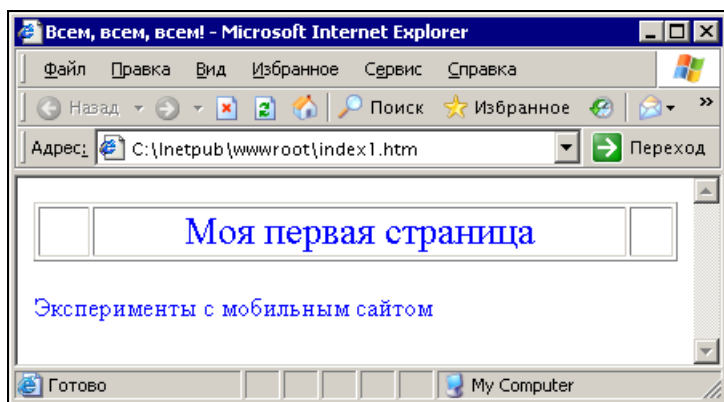 Всем, всем, всем! - Microsoft Internet Explorer
Файл Правка Вид Избранное Сервис Справка
Назад Поиск Избранное »
Адрес: C:\Inetpub\wwwroot\index1.htm Переход
Моя первая страница
Эксперименты с мобильным сайтом
Готово My Computer